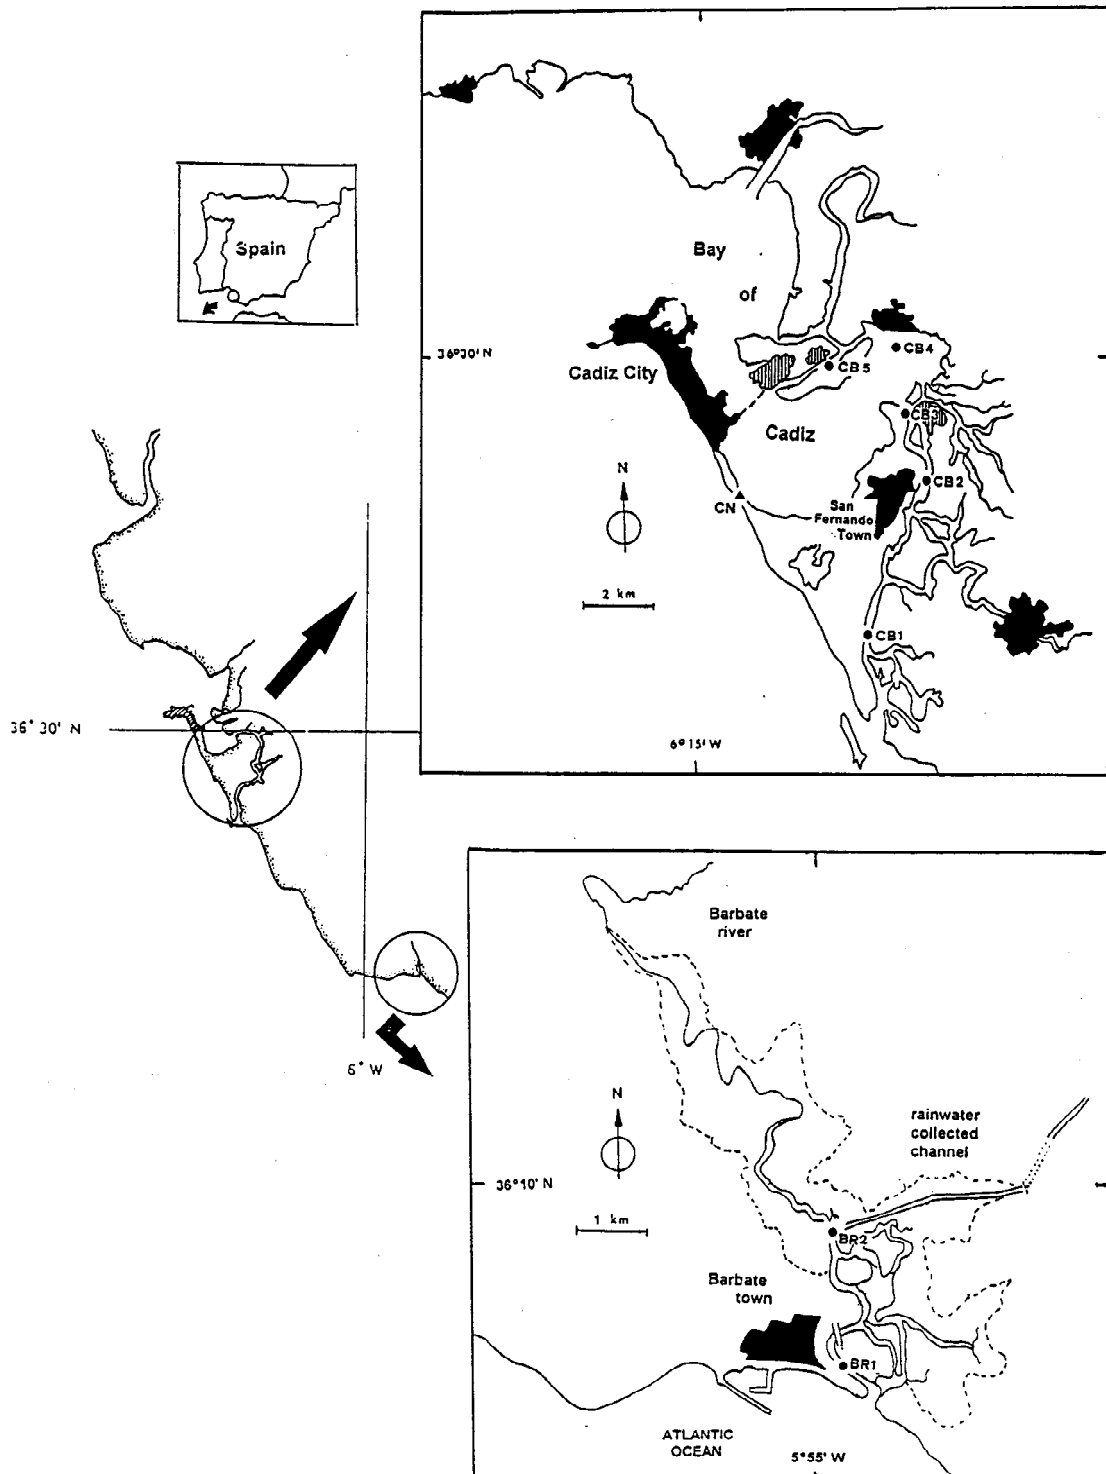 Spain
36° 30' N
6° W
Bay
of
Cadiz
36°30' N
Cadiz City
CB5
CB4
CB3
CB2
San
Fernando
Town
CN
N
2 km
CB1
6°15' W
Barbate
river
N
rainwater
collected
channel
36°10' N
1 km
BR2
Barbate
town
BR1
ATLANTIC
OCEAN
5°55' W